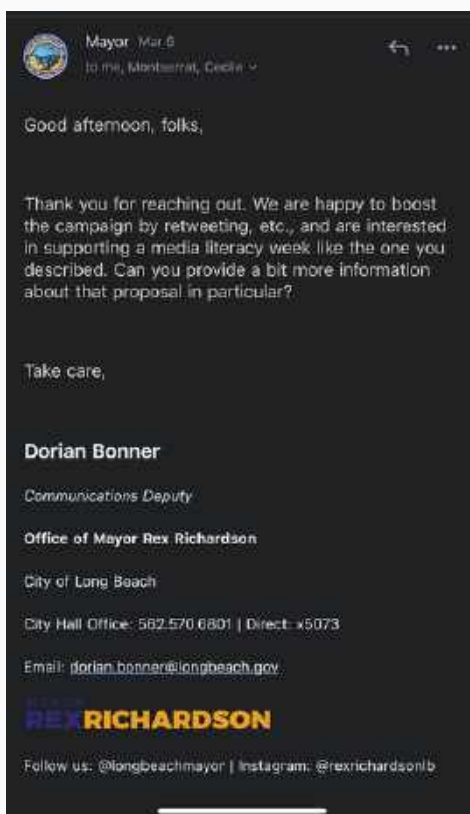 Mayor Mar 6
to me, Montserrat, Cecile
Good afternoon, folks,
Thank you for reaching out. We are happy to boost
the campaign by retweeting, etc., and are interested
in supporting a media literacy week like the one you
described. Can you provide a bit more information
about that proposal in particular?
Take care,
Dorian Bonner
Communications Deputy
Office of Mayor Rex Richardson
City of Long Beach
City Hall Office: 562.570.6801 | Direct: x5073
Email: dorian.bonner@longbeach.gov
MAYOR
REXRICHARDSON
Follow us: @longbeachmayor | Instagram: @rexrichardsonlb